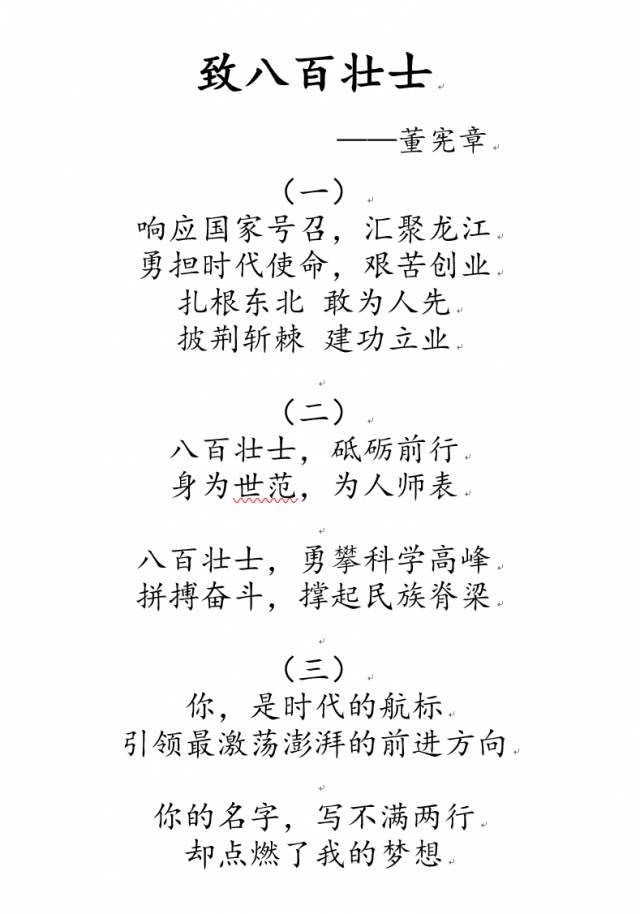 致八百壮士
——董宪章
（一）
响应国家号召，汇聚龙江
勇担时代使命，艰苦创业
扎根东北 敢为人先
披荆斩棘 建功立业
（二）
八百壮士，砥砺前行
身为世范，为人师表
八百壮士，勇攀科学高峰
拼搏奋斗，撑起民族脊梁
（三）
你，是时代的航标
引领最激荡澎湃的前进方向
你的名字，写不满两行
却点燃了我的梦想